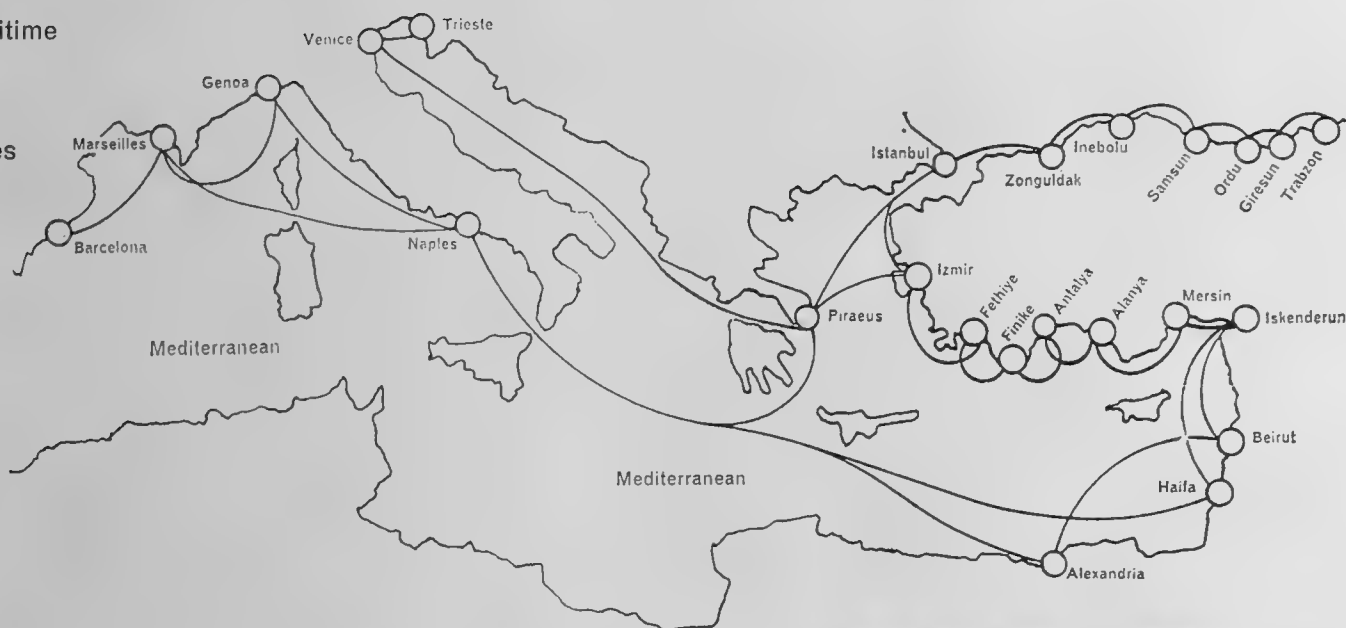 itime
es
Venice
Trieste
Genoa
Marseilles
Barcelona
Naples
Istanbul
Zonguldak
Inebolu
Samsun
Ordu
Giresun
Trabzon
Piraeus
Izmir
Fethiye
Finike
Antalya
Alanya
Mersin
Iskenderun
Mediterranean
Mediterranean
Beirut
Haifa
Alexandria